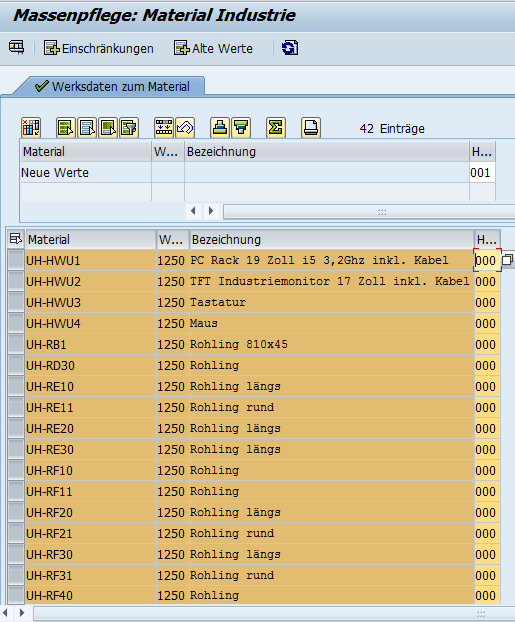 Massenpflege: Material Industrie
Einschränkungen Alte Werte
Werksdaten zum Material
42 Einträge
Material W... Bezeichnung H...
Neue Werte 001
Material W... Bezeichnung H...
UH-HWU1 1250 PC Rack 19 Zoll i5 3,2Ghz inkl. Kabel 000
UH-HWU2 1250 TFT Industriemonitor 17 Zoll inkl. Kabel 000
UH-HWU3 1250 Tastatur 000
UH-HWU4 1250 Maus 000
UH-RB1 1250 Rohling 810x45 000
UH-RD30 1250 Rohling 000
UH-RE10 1250 Rohling längs 000
UH-RE11 1250 Rohling rund 000
UH-RE20 1250 Rohling längs 000
UH-RE30 1250 Rohling längs 000
UH-RF10 1250 Rohling 000
UH-RF11 1250 Rohling 000
UH-RF20 1250 Rohling längs 000
UH-RF21 1250 Rohling rund 000
UH-RF30 1250 Rohling längs 000
UH-RF31 1250 Rohling rund 000
UH-RF40 1250 Rohling 000